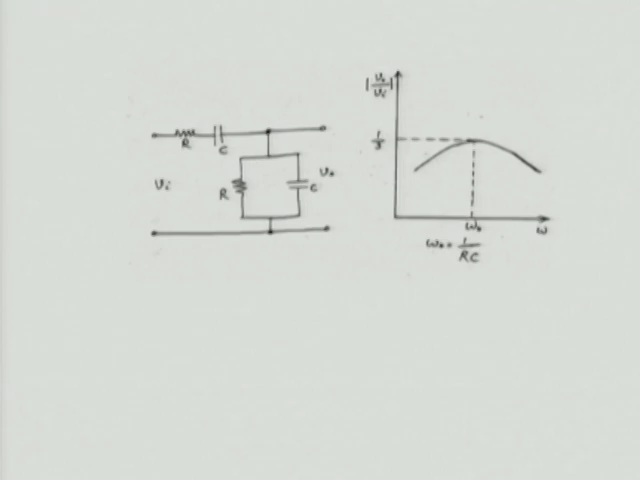 R
C
Vi
R
C
Vo
|Vo/Vi|
1/3
ω₀
ω
ω₀ = 1/RC